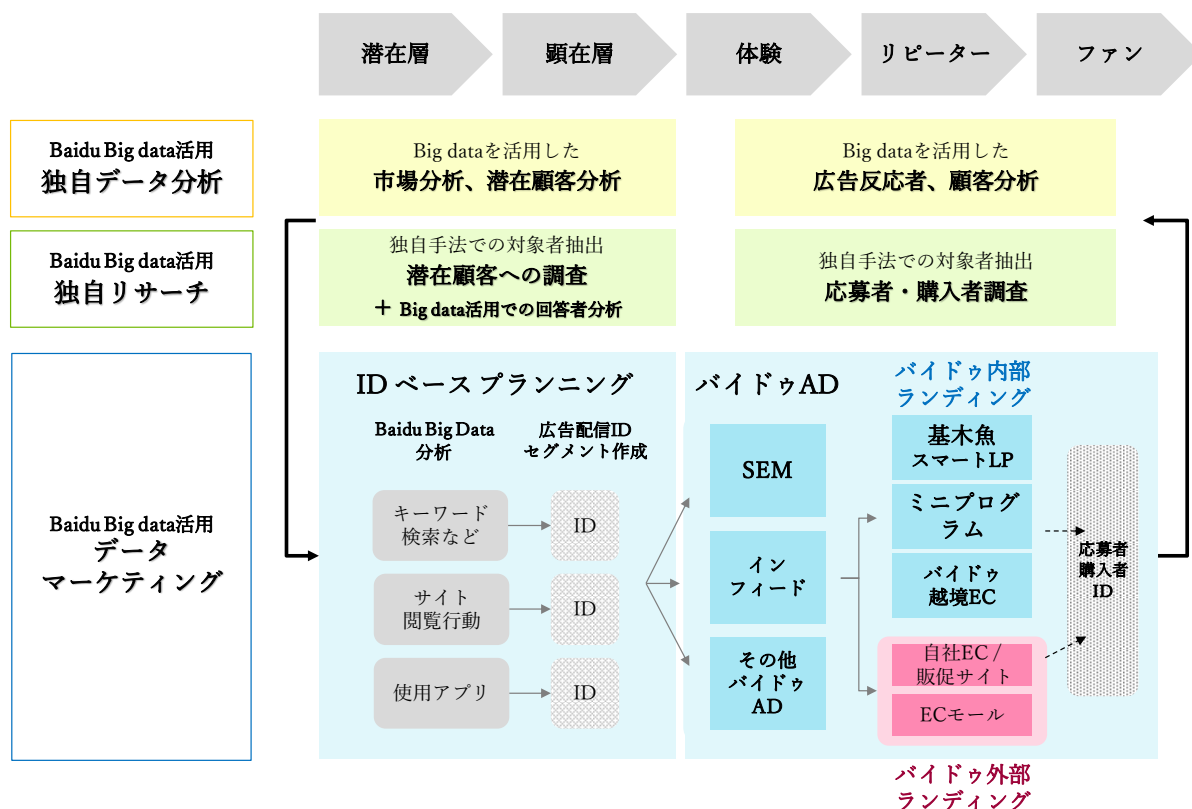 潜在層
顕在層
体験
リピーター
ファン
Baidu Big data活用
独自データ分析
Big dataを活用した
市場分析、潜在顧客分析
Big dataを活用した
広告反応者、顧客分析
Baidu Big data活用
独自リサーチ
独自手法での対象者抽出
潜在顧客への調査
＋ Big data活用での回答者分析
独自手法での対象者抽出
応募者・購入者調査
Baidu Big data活用
データ
マーケティング
ID ベース プランニング
Baidu Big Data
分析
広告配信ID
セグメント作成
キーワード
検索など
ID
サイト
閲覧行動
ID
使用アプリ
ID
バイドゥAD
SEM
イン
フィード
その他
バイドゥ
AD
バイドゥ内部
ランディング
基木魚
スマートLP
ミニプログ
ラム
バイドゥ
越境EC
自社EC /
販促サイト
ECモール
バイドゥ外部
ランディング
応募者
購入者
ID